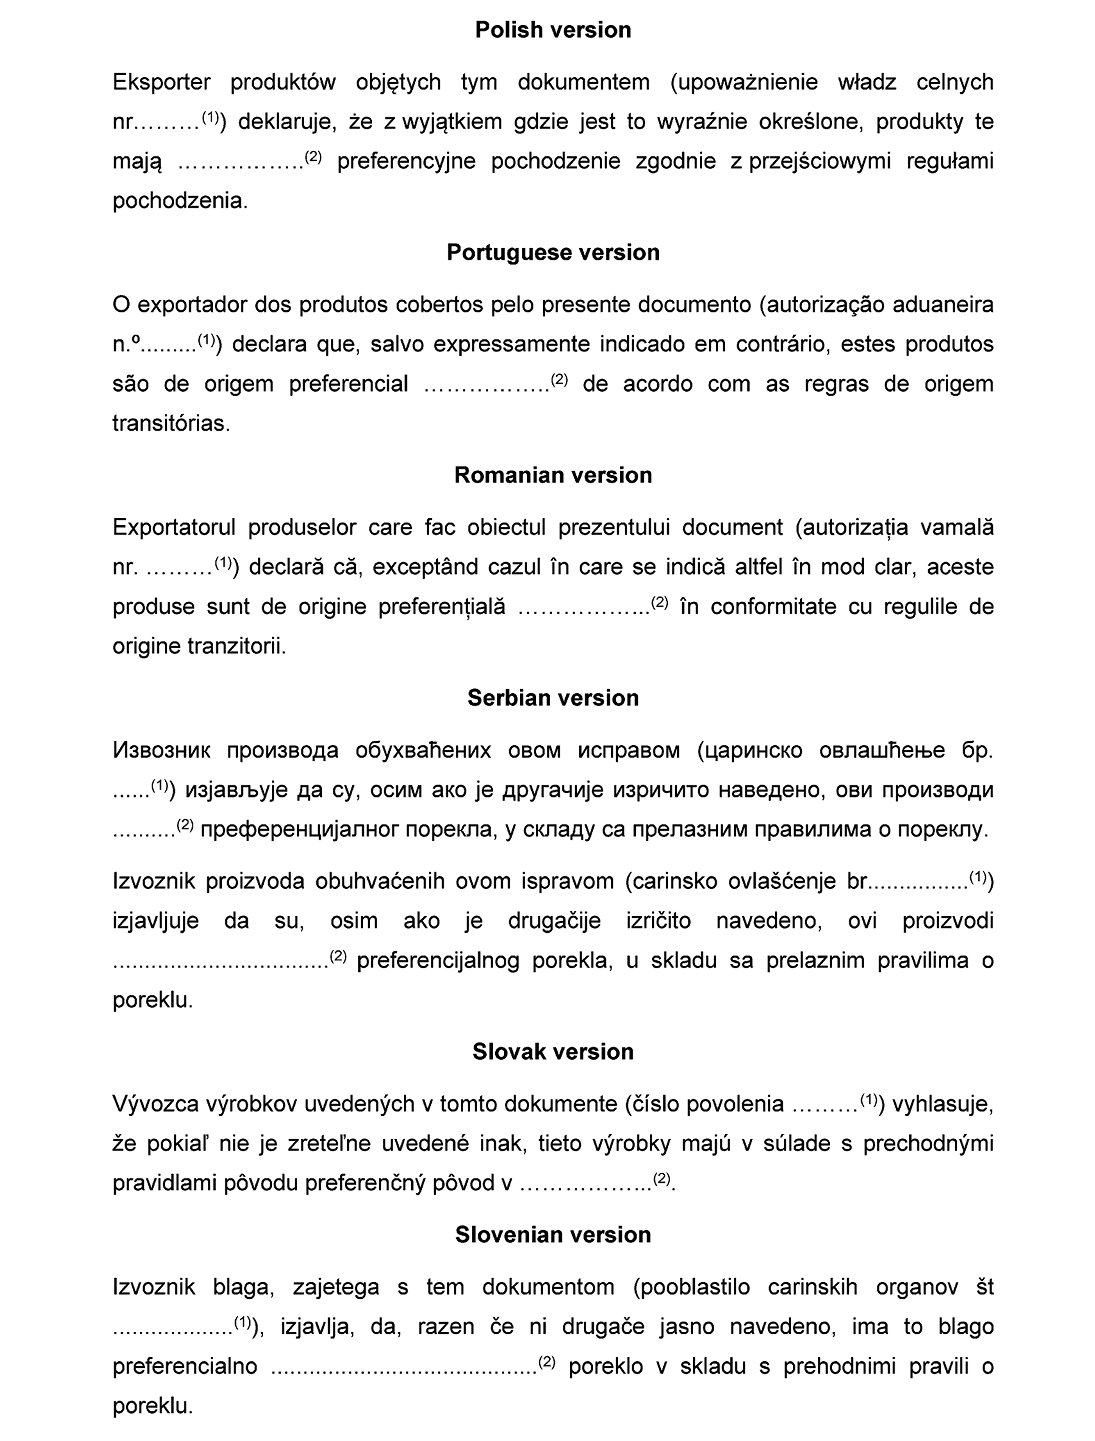 Polish version
Eksporter produktów objętych tym dokumentem (upoważnienie władz celnych
nr………(1)) deklaruje, że z wyjątkiem gdzie jest to wyraźnie określone, produkty te
mają ……………..(2) preferencyjne pochodzenie zgodnie z przejściowymi regułami
pochodzenia.
Portuguese version
O exportador dos produtos cobertos pelo presente documento (autorização aduaneira
n.º.........(1)) declara que, salvo expressamente indicado em contrário, estes produtos
são de origem preferencial ……………..(2) de acordo com as regras de origem
transitórias.
Romanian version
Exportatorul produselor care fac obiectul prezentului document (autorizația vamală
nr. ………(1)) declară că, exceptând cazul în care se indică altfel în mod clar, aceste
produse sunt de origine preferențială ……………...(2) în conformitate cu regulile de
origine tranzitorii.
Serbian version
Извозник производа обухваћених овом исправом (царинско овлашћење бр.
......(1)) изјављује да су, осим ако је другачије изричито наведено, ови производи
..........(2) преференцијалног порекла, у складу са прелазним правилима о пореклу.
Izvoznik proizvoda obuhvaćenih ovom ispravom (carinsko ovlašćenje br................(1))
izjavljuje da su, osim ako je drugačije izričito navedeno, ovi proizvodi
..................................(2) preferencijalnog porekla, u skladu sa prelaznim pravilima o
poreklu.
Slovak version
Vývozca výrobkov uvedených v tomto dokumente (číslo povolenia ………(1)) vyhlasuje,
že pokiaľ nie je zreteľne uvedené inak, tieto výrobky majú v súlade s prechodnými
pravidlami pôvodu preferenčný pôvod v ……………...(2).
Slovenian version
Izvoznik blaga, zajetega s tem dokumentom (pooblastilo carinskih organov št
...................(1)), izjavlja, da, razen če ni drugače jasno navedeno, ima to blago
preferencialno ..........................................(2) poreklo v skladu s prehodnimi pravili o
poreklu.